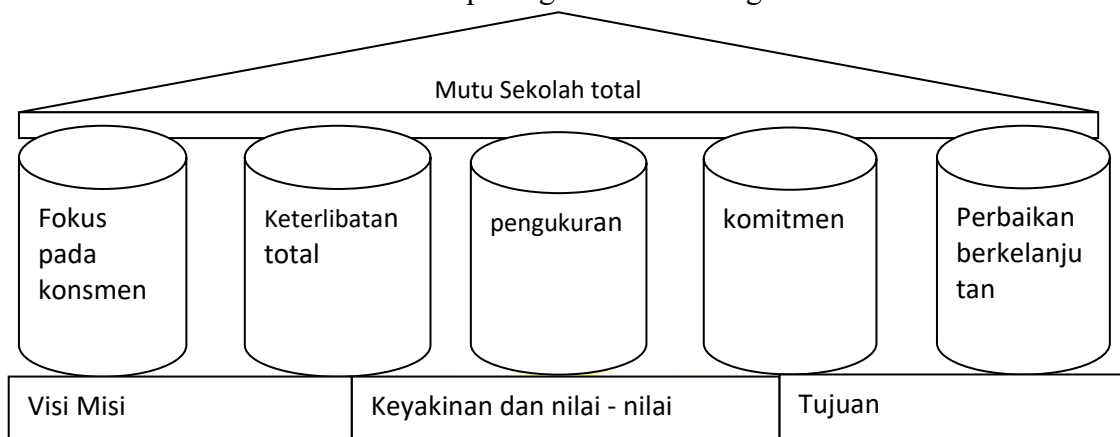 Mutu Sekolah total
Fokus
pada
konsmen
Keterlibatan
total
pengukuran
komitmen
Perbaikan
berkelanju
tan
Visi Misi
Keyakinan dan nilai - nilai
Tujuan